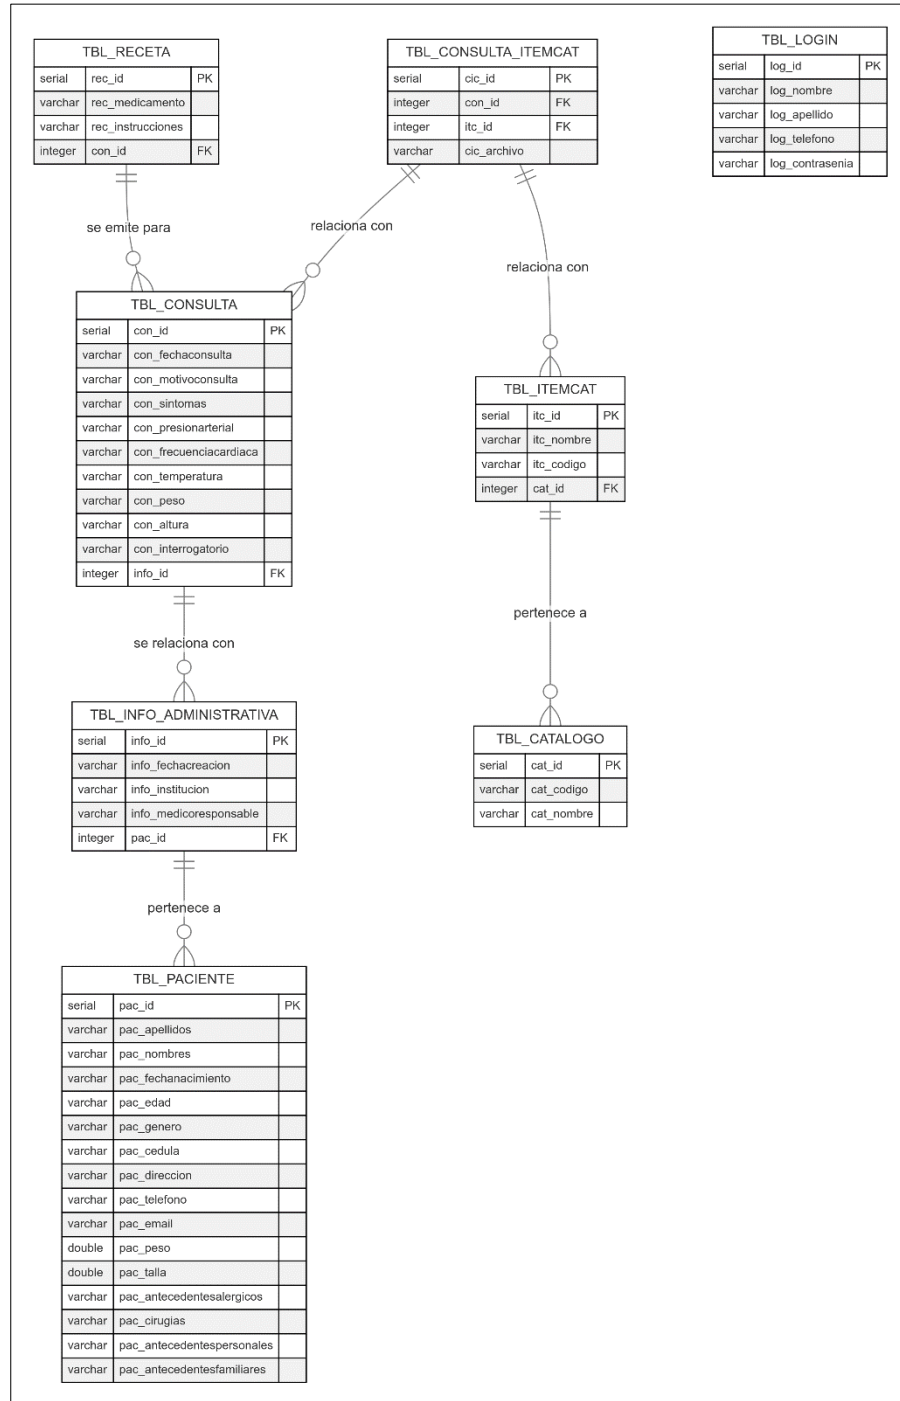 TBL_RECETA
serial rec_id PK
varchar rec_medicamento
varchar rec_instrucciones
integer con_id FK
TBL_CONSULTA_ITEMCAT
serial cic_id PK
integer con_id FK
integer itc_id FK
varchar cic_archivo
TBL_LOGIN
serial log_id PK
varchar log_nombre
varchar log_apellido
varchar log_telefono
varchar log_contrasenia
se emite para
relaciona con
relaciona con
TBL_CONSULTA
serial con_id PK
varchar con_fechaconsulta
varchar con_motivoconsulta
varchar con_sintomas
varchar con_presionarterial
varchar con_frecuenciacardiaca
varchar con_temperatura
varchar con_peso
varchar con_altura
varchar con_interrogatorio
integer info_id FK
TBL_ITEMCAT
serial itc_id PK
varchar itc_nombre
varchar itc_codigo
integer cat_id FK
se relaciona con
pertenece a
TBL_INFO_ADMINISTRATIVA
serial info_id PK
varchar info_fechacreacion
varchar info_institucion
varchar info_medicoresponsable
integer pac_id FK
TBL_CATALOGO
serial cat_id PK
varchar cat_codigo
varchar cat_nombre
pertenece a
TBL_PACIENTE
serial pac_id PK
varchar pac_apellidos
varchar pac_nombres
varchar pac_fechanacimiento
varchar pac_edad
varchar pac_genero
varchar pac_cedula
varchar pac_direccion
varchar pac_telefono
varchar pac_email
double pac_peso
double pac_talla
varchar pac_antecedentesalergicos
varchar pac_cirugias
varchar pac_antecedentespersonales
varchar pac_antecedentesfamiliares